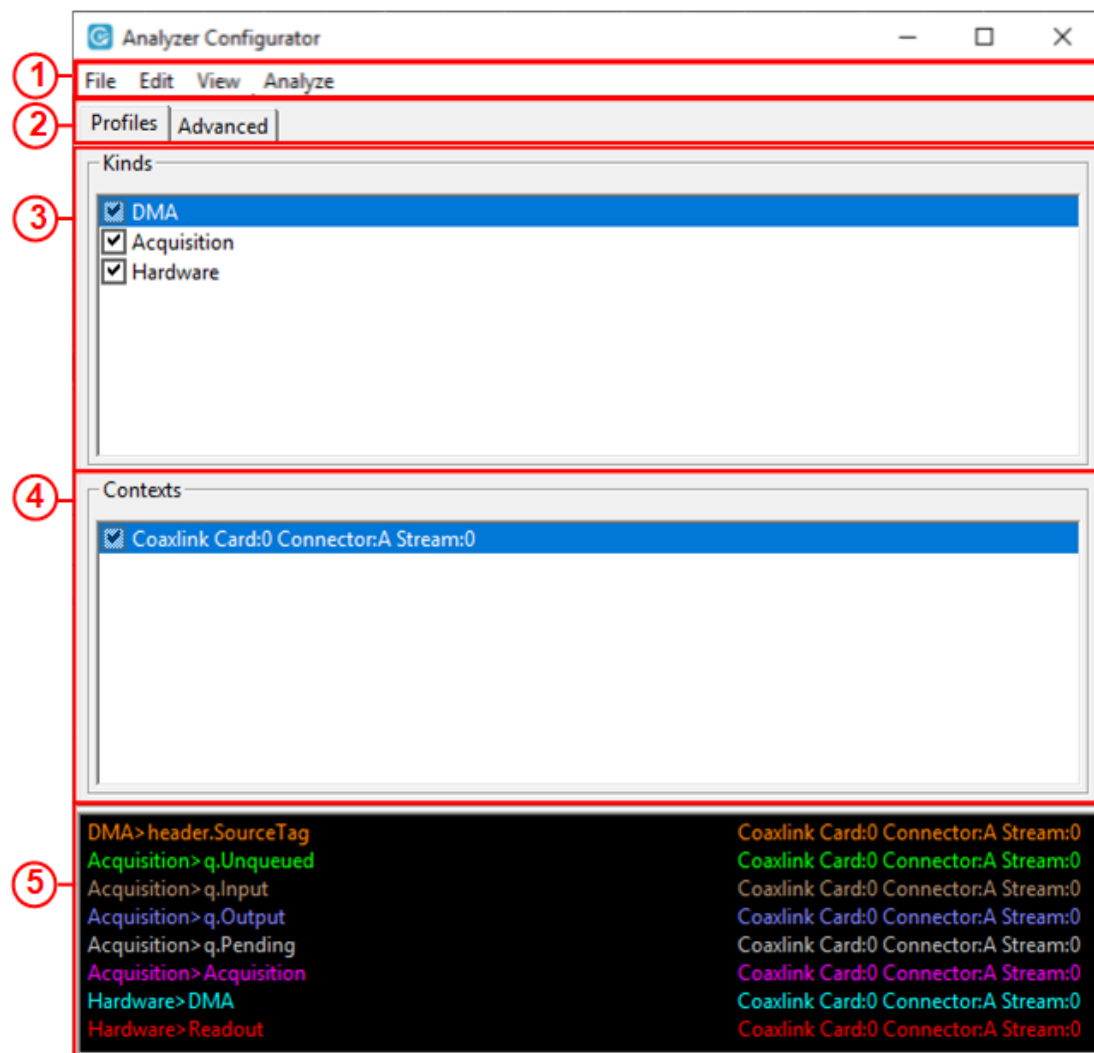 Analyzer Configurator
1
File Edit View Analyze
2
Profiles Advanced
Kinds
3
DMA
Acquisition
Hardware
4
Contexts
Coaxlink Card:0 Connector:A Stream:0
5
DMA>header.SourceTag Coaxlink Card:0 Connector:A Stream:0
Acquisition>q.Unqueued Coaxlink Card:0 Connector:A Stream:0
Acquisition>q.Input Coaxlink Card:0 Connector:A Stream:0
Acquisition>q.Output Coaxlink Card:0 Connector:A Stream:0
Acquisition>q.Pending Coaxlink Card:0 Connector:A Stream:0
Acquisition>Acquisition Coaxlink Card:0 Connector:A Stream:0
Hardware>DMA Coaxlink Card:0 Connector:A Stream:0
Hardware>Readout Coaxlink Card:0 Connector:A Stream:0